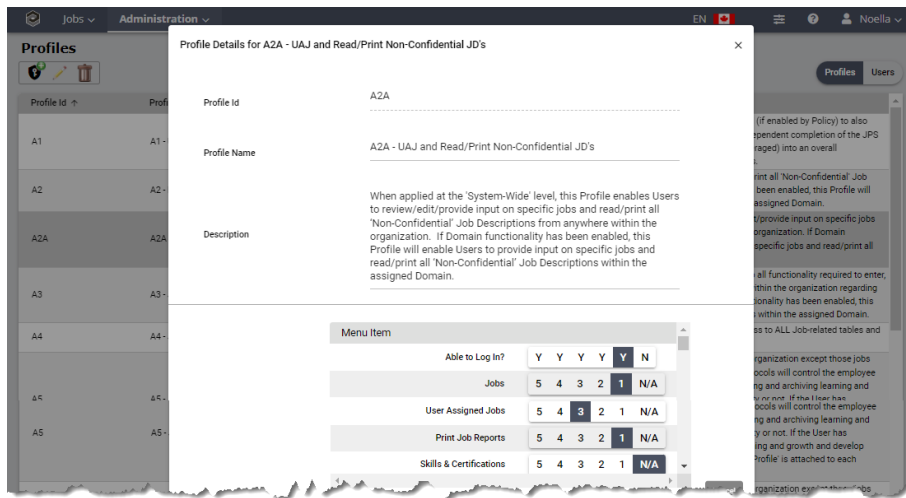 Jobs Administration EN Noella
Profiles
Profiles Users
Profile Details for A2A - UAJ and Read/Print Non-Confidential JD's
Profile Id A2A
Profile Name A2A - UAJ and Read/Print Non-Confidential JD's
Description
When applied at the 'System-Wide' level, this Profile enables Users
to review/edit/provide input on specific jobs and read/print all
'Non-Confidential' Job Descriptions from anywhere within the
organization. If Domain functionality has been enabled, this
Profile will enable Users to provide input on specific jobs and
read/print all 'Non-Confidential' Job Descriptions within the
assigned Domain.
Menu Item
Able to Log In? Y Y Y Y Y N
Jobs 5 4 3 2 1 N/A
User Assigned Jobs 5 4 3 2 1 N/A
Print Job Reports 5 4 3 2 1 N/A
Skills & Certifications 5 4 3 2 1 N/A
Profile Id Profi
A1 A1 -
A2 A2 -
A2A A2A
A3 A3 -
A4 A4 -
A5 A5 -
A5 A5 -
(if enabled by Policy) to also
ependent completion of the JPS
raged) into an overall
rint all 'Non-Confidential' Job
been enabled, this Profile will
assigned Domain.
t/provide input on specific jobs
organization. If Domain
specific jobs and read/print all
all functionality required to enter,
ithin the organization regarding
tionality has been enabled, this
within the assigned Domain.
ss to ALL Job-related tables and
rganization except those jobs
ocols will control the employee
ng and archiving learning and
y or not. If the User has
ocols will control the employee
ng and archiving learning and
y or not. If the User has
ing and growth and develop
Profile' is attached to each
rganization except those jobs